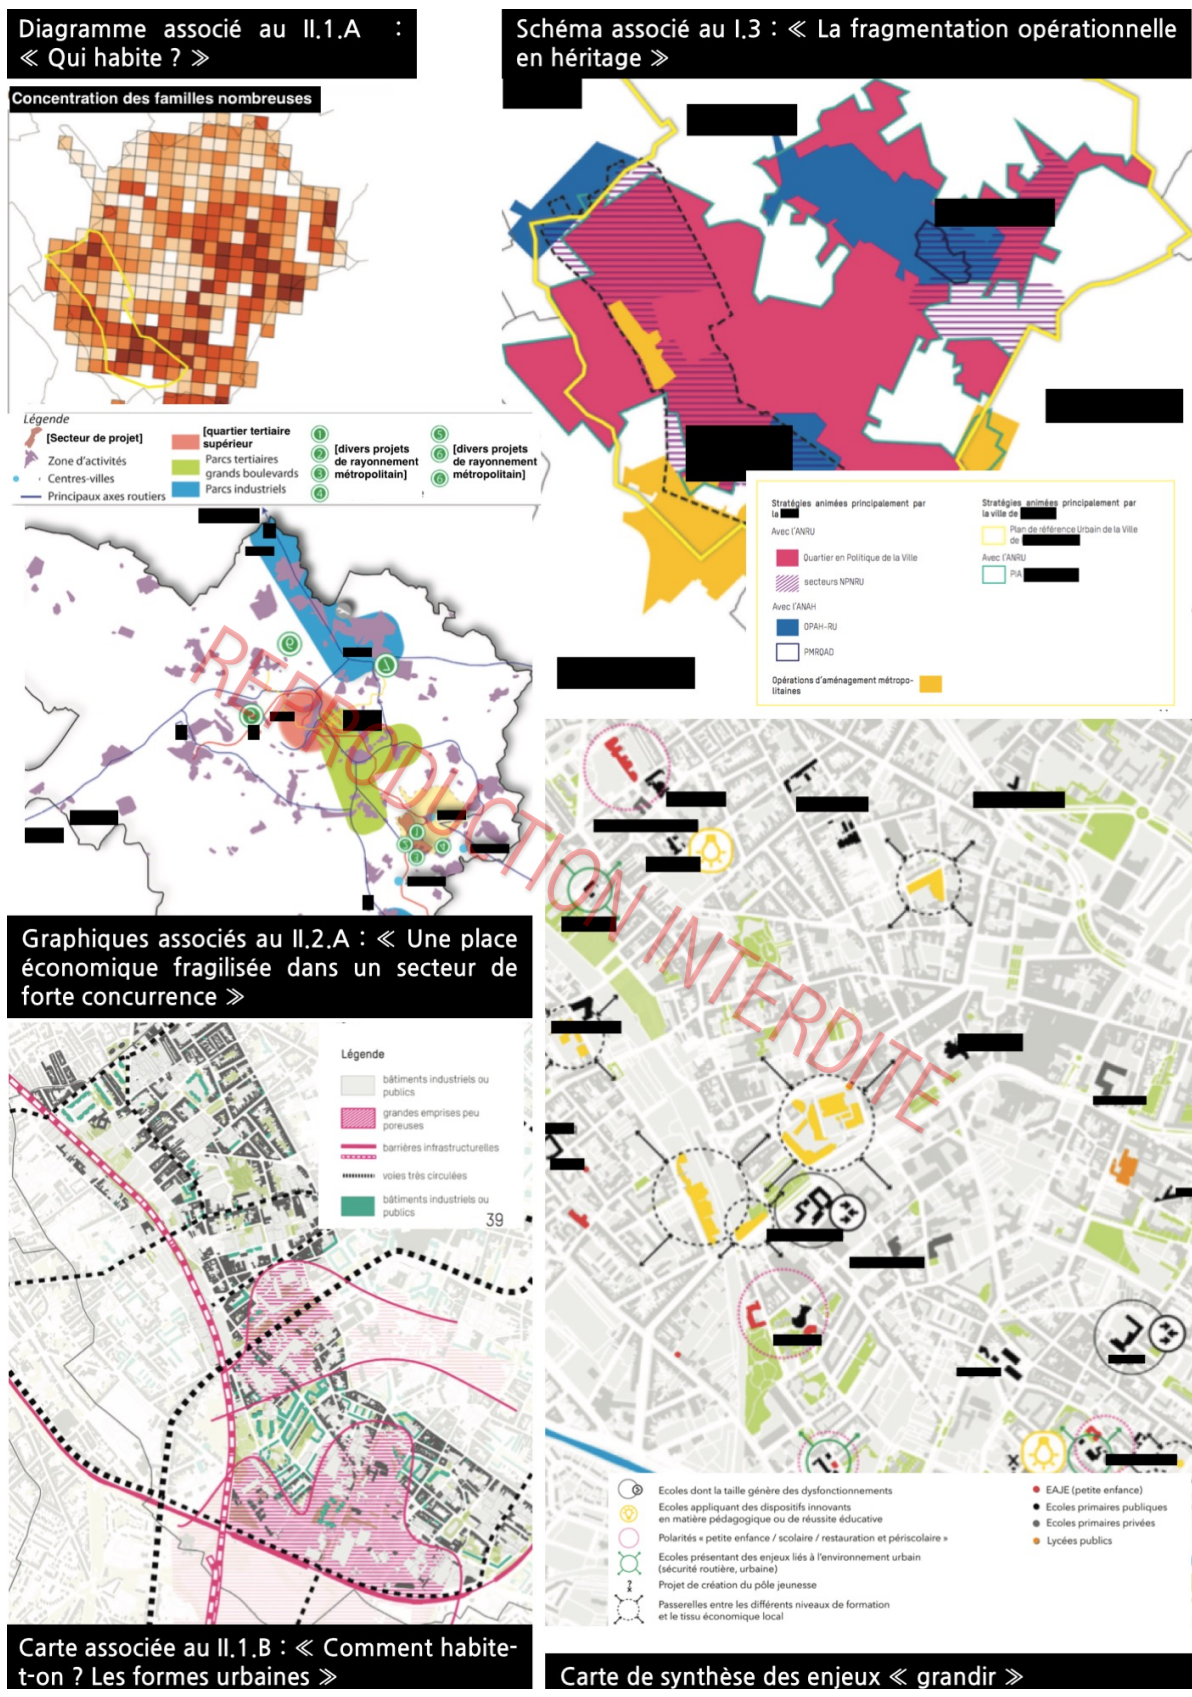 Diagramme associé au II.1.A :
« Qui habite ? »
Concentration des familles nombreuses
Légende
[Secteur de projet]
Zone d'activités
Centres-villes
Principaux axes routiers
[quartier tertiaire
supérieur
Parcs tertiaires
grands boulevards
Parcs industriels
1
2
3
4
[divers projets
de rayonnement
métropolitain]
5
6
6
[divers projets
de rayonnement
métropolitain]
Graphiques associés au II.2.A : « Une place
économique fragilisée dans un secteur de
forte concurrence »
Légende
bâtiments industriels ou
publics
grandes emprises peu
poreuses
barrières infrastructurelles
voies très circulées
bâtiments industriels ou
publics
39
Carte associée au II.1.B : « Comment habite-
t-on ? Les formes urbaines »
Schéma associé au I.3 : « La fragmentation opérationnelle
en héritage »
Stratégies animées principalement par
la
Avec l'ANRU
Quartier en Politique de la Ville
secteurs NPNRU
Avec l'ANAH
OPAH-RU
PMRQAD
Opérations d'aménagement métropo-
litaines
Stratégies animées principalement par
la ville de
Plan de référence Urbain de la Ville
de
Avec l'ANRU
PIA
Ecoles dont la taille génère des dysfonctionnements
Ecoles appliquant des dispositifs innovants
en matière pédagogique ou de réussite éducative
Polarités « petite enfance / scolaire / restauration et périscolaire »
Ecoles présentant des enjeux liés à l'environnement urbain
(sécurité routière, urbaine)
Projet de création du pôle jeunesse
Passerelles entre les différents niveaux de formation
et le tissu économique local
EAJE (petite enfance)
Ecoles primaires publiques
Ecoles primaires privées
Lycées publics
Carte de synthèse des enjeux « grandir »
REPRODUCTION INTERDITE